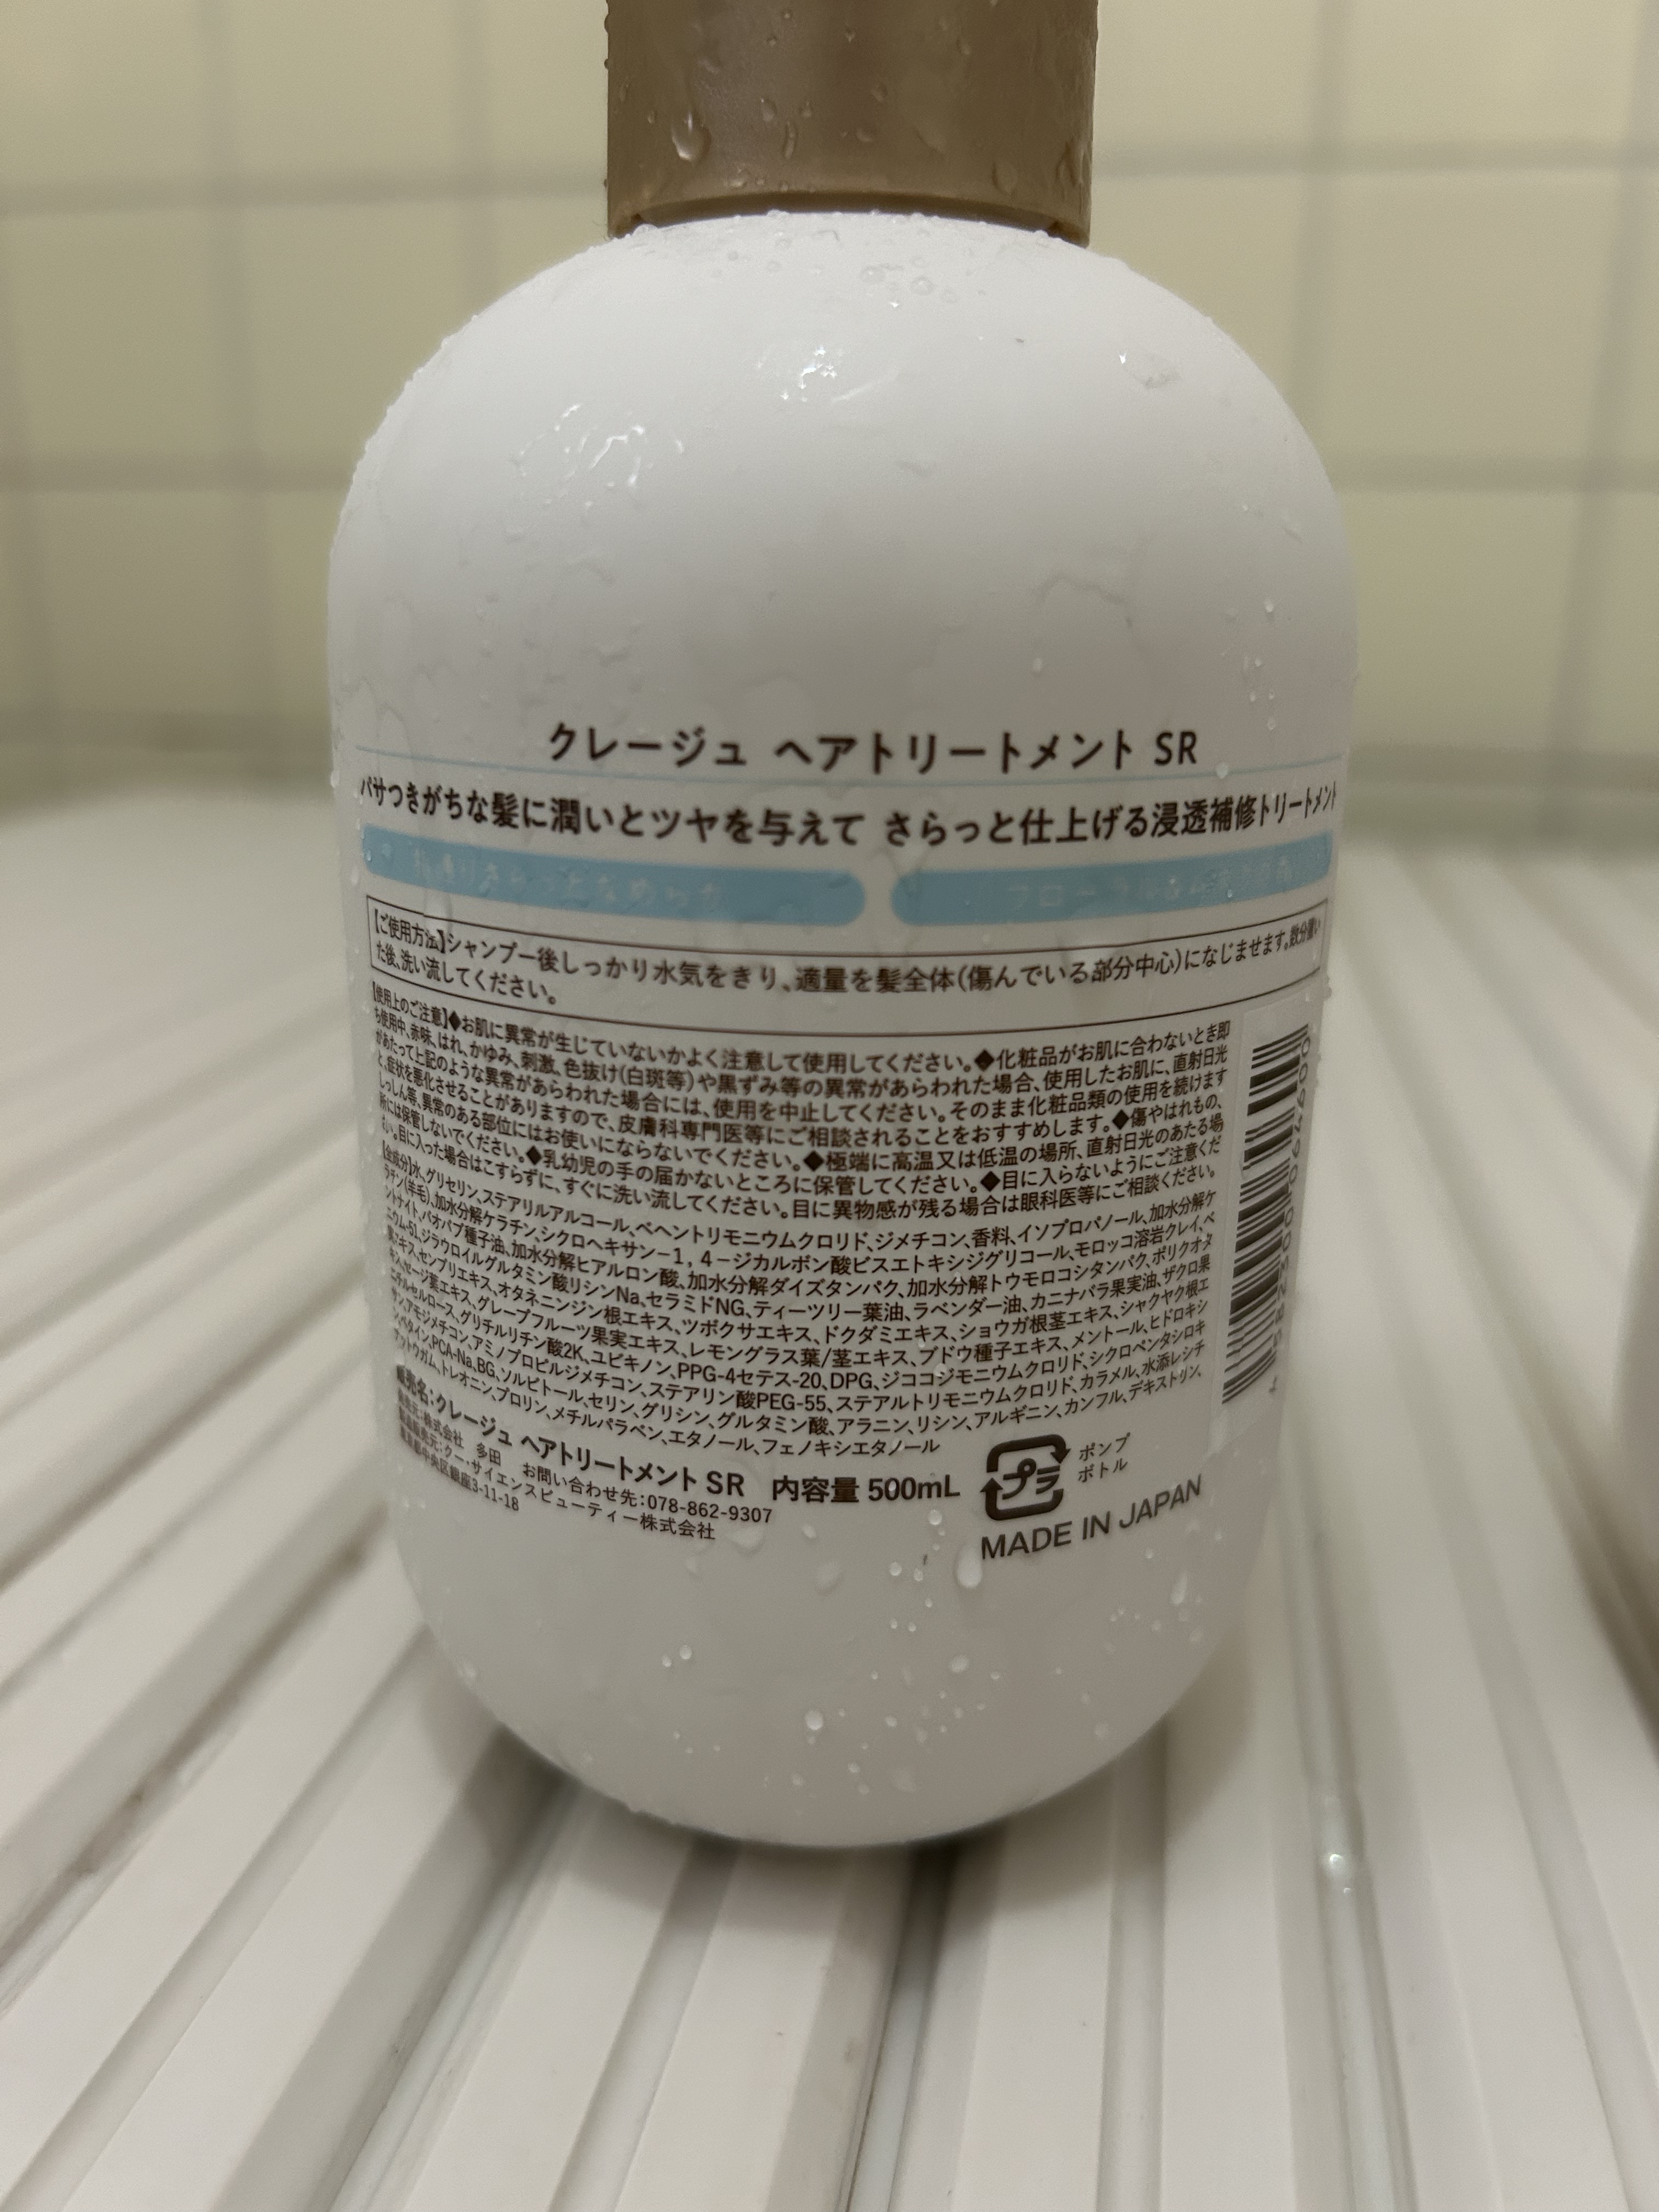 クレージュ ヘアトリートメント SR
パサつきがちな髪に潤いとツヤを与えて さらっと仕上げる浸透補修トリートメント
さらっとなめらか
フローラル
【ご使用方法】シャンプー後しっかり水気をきり、適量を髪全体(傷んでいる部分中心)になじませます。数分置い
た後、洗い流してください。
【使用上のご注意】◆お肌に異常が生じていないかよく注意して使用してください。◆化粧品がお肌に合わないとき即
ち使用中、赤味、はれ、かゆみ、刺激、色抜け(白斑等)や黒ずみ等の異常があらわれた場合、使用したお肌に、直射日光
があたって上記のような異常があらわれた場合には、使用を中止してください。そのまま化粧品類の使用を続けます
と、症状を悪化させることがありますので、皮膚科専門医等にご相談されることをおすすめします。◆傷やはれもの、
しっしん等、異常のある部位にはお使いにならないでください。◆極端に高温又は低温の場所、直射日光のあたる場
所には保管しないでください。◆乳幼児の手の届かないところに保管してください。◆目に入らないようにご注意くだ
さい。目に入った場合はこすらずに、すぐに洗い流してください。目に異物感が残る場合は眼科医等にご相談ください。
【全成分】水、グリセリン、ステアリルアルコール、ベヘントリモニウムクロリド、ジメチコン、香料、イソプロパノール、加水分解ケ
ラチン(羊毛)、加水分解ケラチン、シクロヘキサン-1,4-ジカルボン酸ビスエトキシジグリコール、モロッコ溶岩クレイ、ベ
ントナイト、バオバブ種子油、加水分解ヒアルロン酸、加水分解ダイズタンパク、加水分解トウモロコシタンパク、ポリクオタ
ニウム-51、ジラウロイルグルタミン酸リシンNa、セラミドNG、ティーツリー葉油、ラベンダー油、カニナバラ果実油、ザクロ果
実エキス、センブリエキス、オタネニンジン根エキス、ツボクサエキス、ドクダミエキス、ショウガ根茎エキス、シャクヤク根エ
キス、セージ葉エキス、グレープフルーツ果実エキス、レモングラス葉/茎エキス、ブドウ種子エキス、メントール、ヒドロキシ
エチルセルロース、グリチルリチン酸2K、ユビキノン、PPG-4セテス-20、DPG、ジココジモニウムクロリド、シクロペンタシロキ
サン、アモジメチコン、アミノプロピルジメチコン、ステアリン酸PEG-55、ステアルトリモニウムクロリド、カラメル、水添レシチ
ン、ベタイン、PCA-Na、BG、ソルビトール、セリン、グリシン、グルタミン酸、アラニン、リシン、アルギニン、カンフル、デキストリン、
トウガム、トレオニン、プロリン、メチルパラベン、エタノール、フェノキシエタノール
販売名:クレージュ ヘアトリートメント SR 内容量 500mL
発売元:株式会社 多田 お問い合わせ先:078-862-9307
製造販売元:クー・サイエンスビューティー株式会社
東京都中央区銀座3-11-18
プラ
ポンプ
ボトル
MADE IN JAPAN